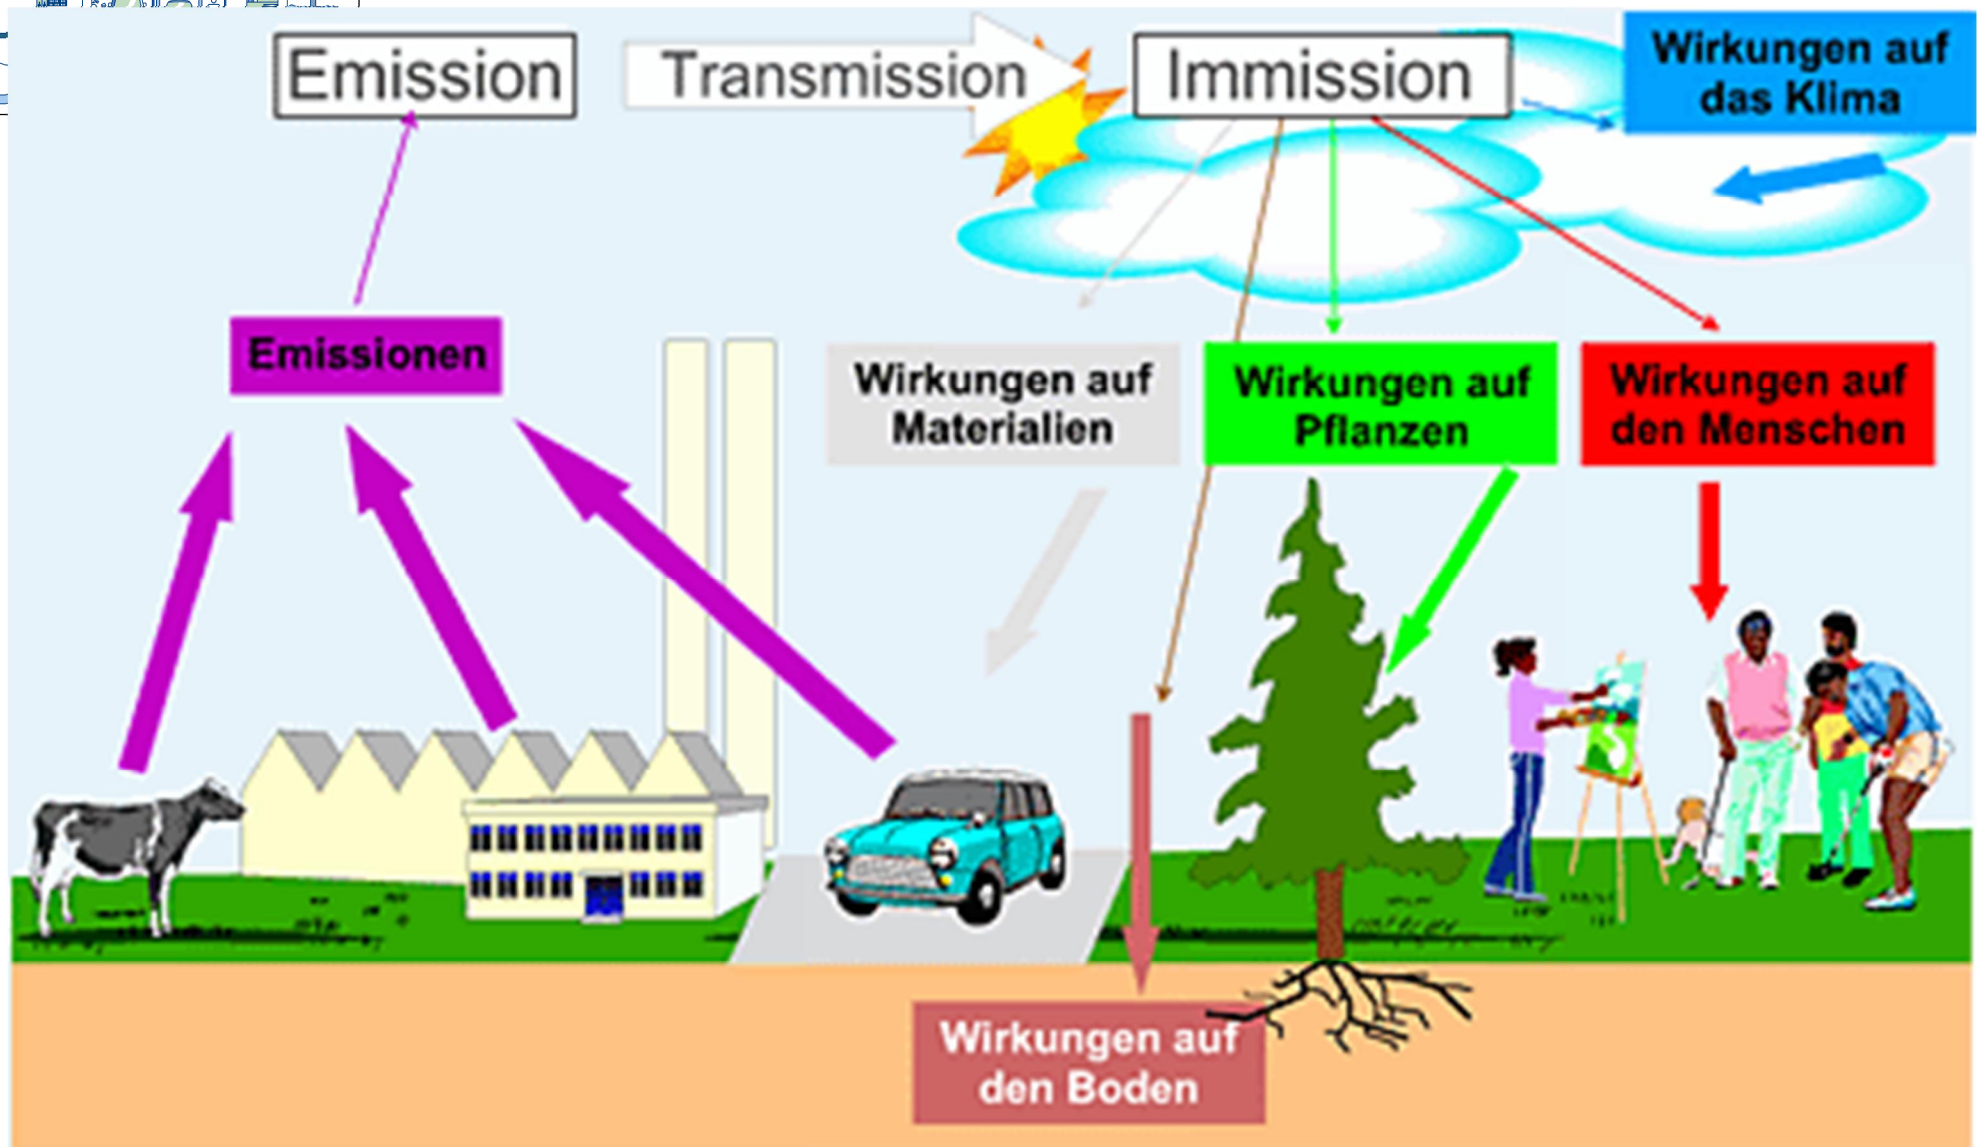 Emission
Transmission
Immission
Wirkungen auf
das Klima
Emissionen
Wirkungen auf
Materialien
Wirkungen auf
Pflanzen
Wirkungen auf
den Menschen
Wirkungen auf
den Boden